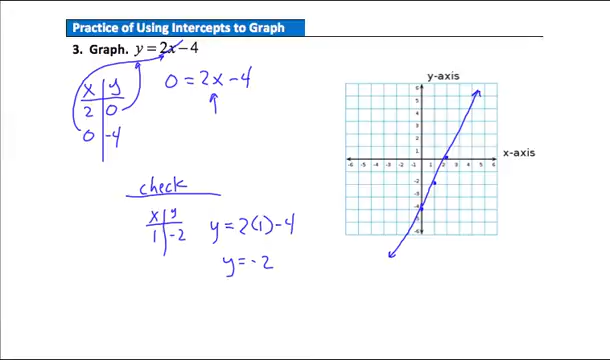 Practice of Using Intercepts to Graph
3. Graph. y = 2x − 4
x y
2 0
0 -4
0 = 2x - 4
check
x y
1 -2
y = 2(1) - 4
y = -2
y-axis
x-axis
6
5
4
3
2
1
-6 -5 -4 -3 -2 -1 1 2 3 4 5 6
-2
-3
-4
-5
-6